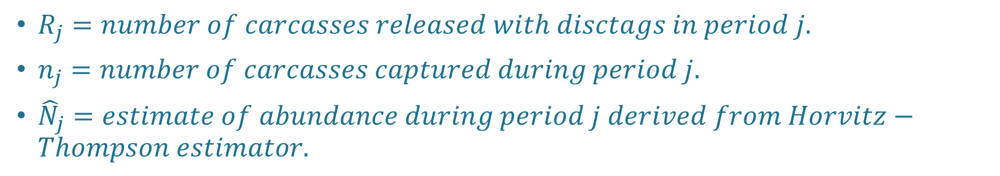 • R_j = number of carcasses released with disctags in period j.
• n_j = number of carcasses captured during period j.
• N̂_j = estimate of abundance during period j derived from Horvitz −
Thompson estimator.